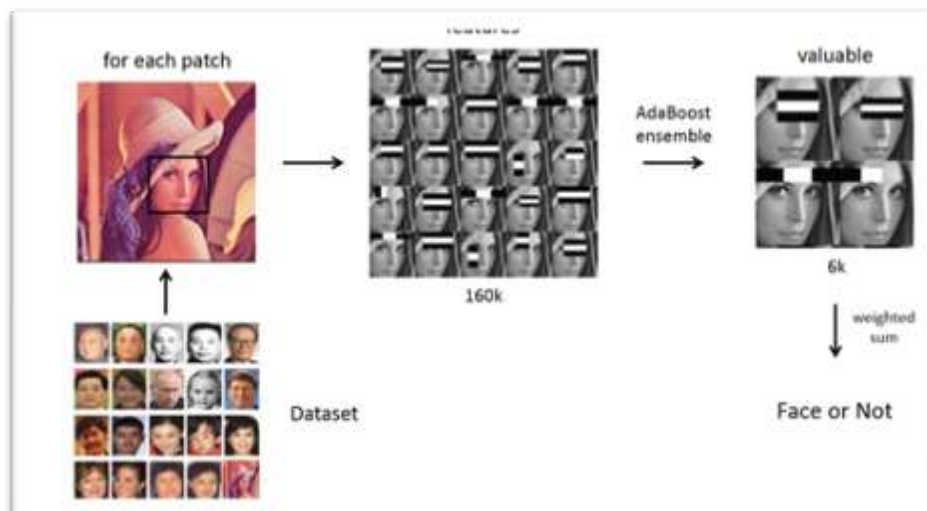 for each patch
AdaBoost
ensemble
valuable
160k
6k
weighted
sum
Dataset
Face or Not